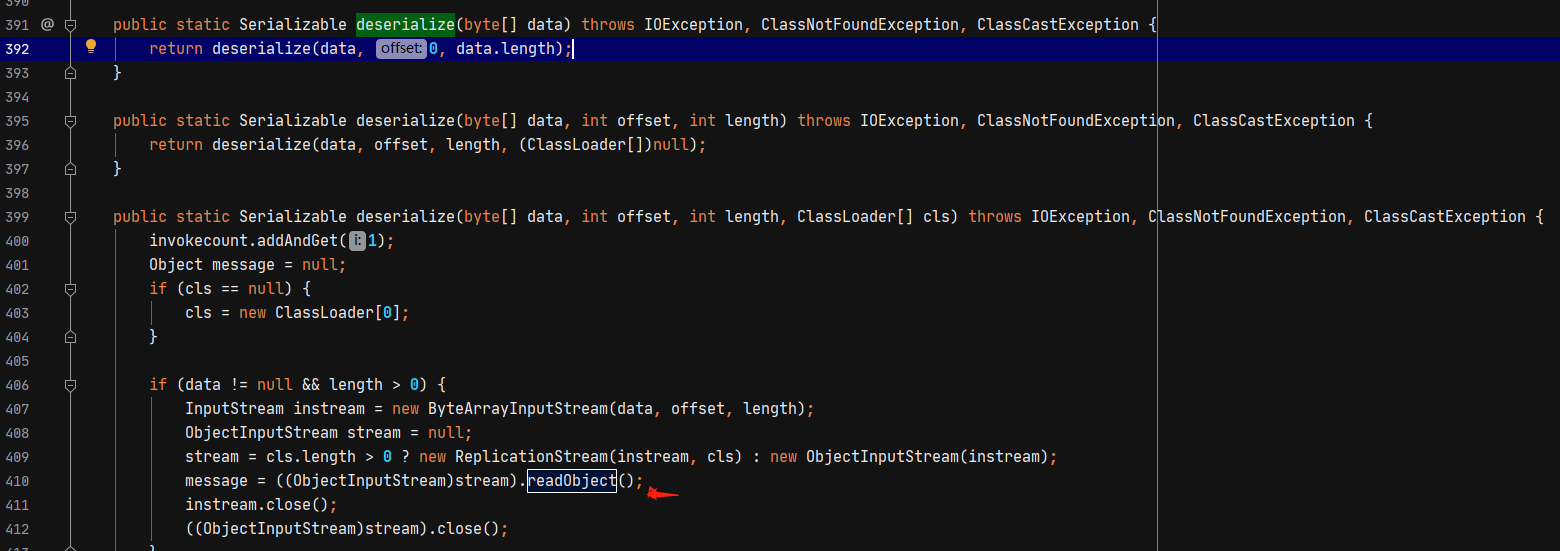 390
391 @ public static Serializable deserialize(byte[] data) throws IOException, ClassNotFoundException, ClassCastException {
392 return deserialize(data, offset: 0, data.length);
393 }
394
395 public static Serializable deserialize(byte[] data, int offset, int length) throws IOException, ClassNotFoundException, ClassCastException {
396 return deserialize(data, offset, length, (ClassLoader[])null);
397 }
398
399 public static Serializable deserialize(byte[] data, int offset, int length, ClassLoader[] cls) throws IOException, ClassNotFoundException, ClassCastException {
400 invokecount.addAndGet( i: 1);
401 Object message = null;
402 if (cls == null) {
403 cls = new ClassLoader[0];
404 }
405
406 if (data != null && length > 0) {
407 InputStream instream = new ByteArrayInputStream(data, offset, length);
408 ObjectInputStream stream = null;
409 stream = cls.length > 0 ? new ReplicationStream(instream, cls) : new ObjectInputStream(instream);
410 message = ((ObjectInputStream)stream).readObject();
411 instream.close();
412 ((ObjectInputStream)stream).close();
413 }